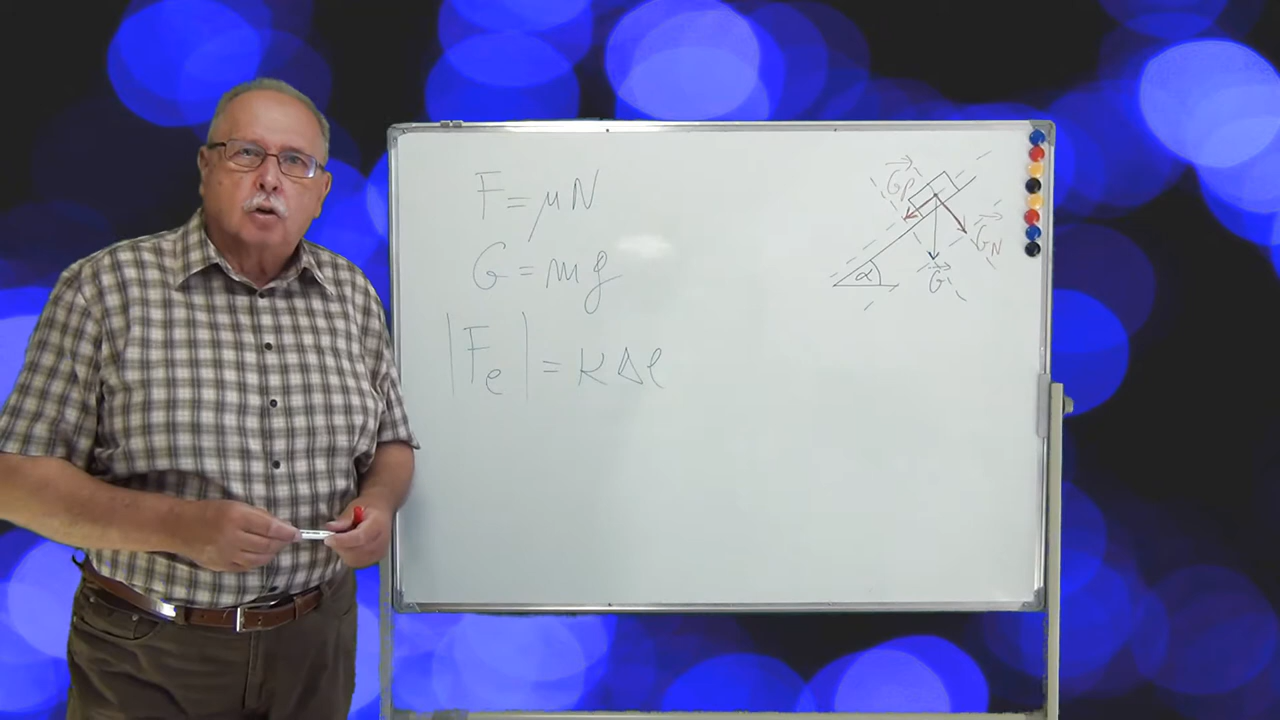 F = μN
G = mg
|Fe| = kΔl
Gp
GN
α
G